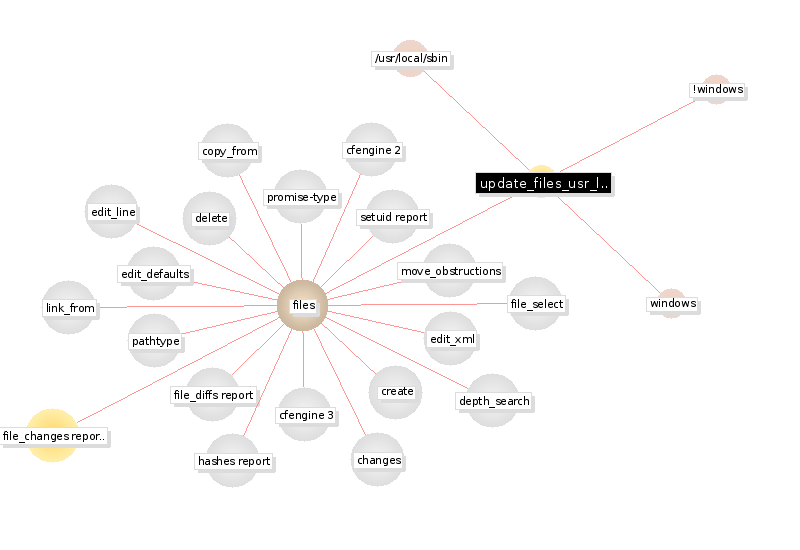 /usr/local/sbin
!windows
copy_from
cfengine 2
update_files_usr_l..
promise-type
edit_line
delete
setuid report
edit_defaults
move_obstructions
link_from
files
file_select
windows
pathtype
edit_xml
file_diffs report
create
depth_search
cfengine 3
file_changes repor..
hashes report
changes